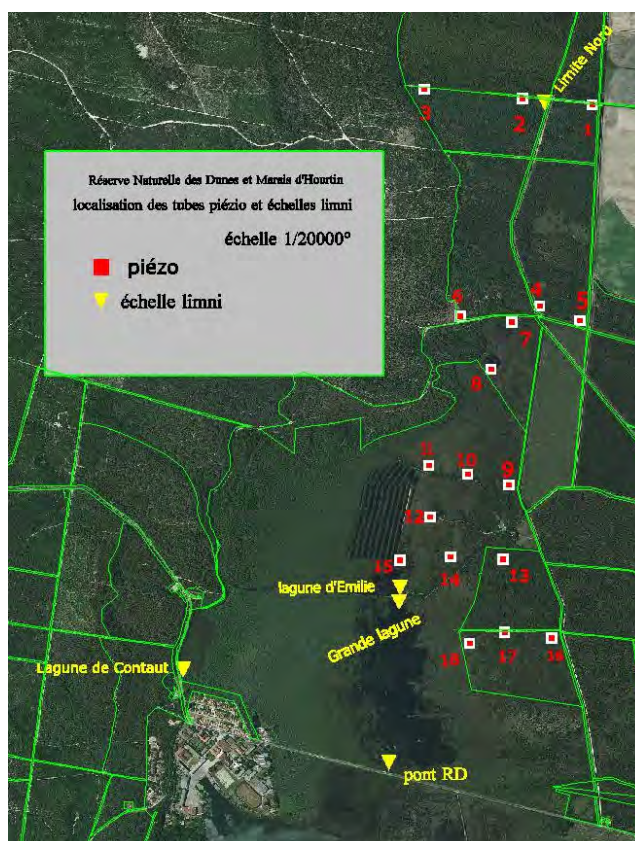 Limite Nord
3
2
1
Réserve Naturelle des Dunes et Marais d'Hourtin
localisation des tubes piézio et échelles limni
échelle 1/20000°
piézo
échelle limni
6
4
5
7
8
11
10
9
12
15
14
13
lagune d'Emilie
Grande lagune
18
17
Lagune de Contaut
pont RD